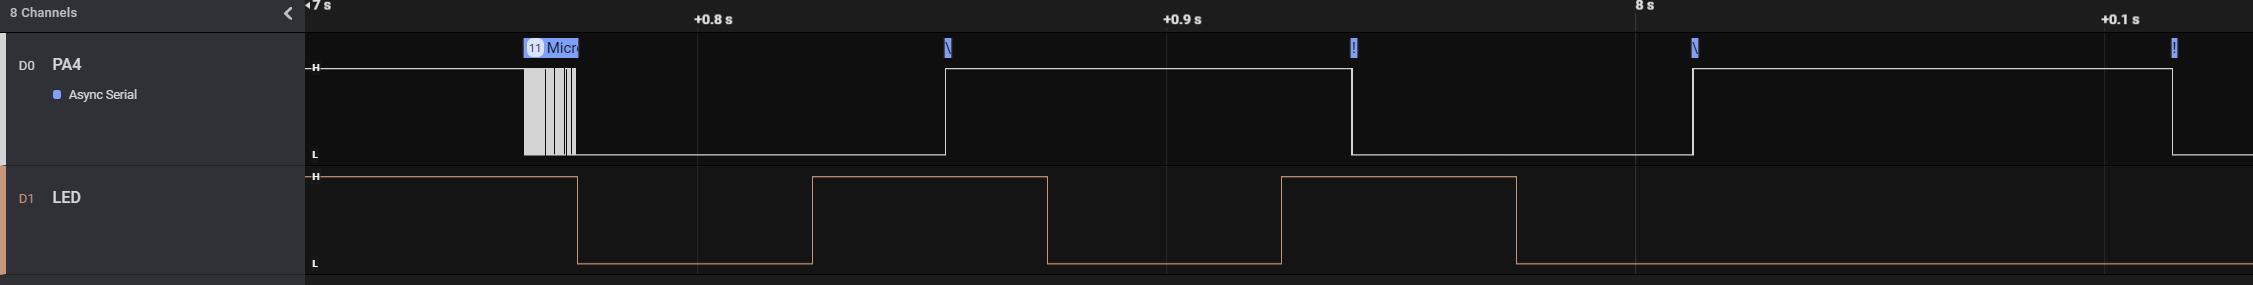 8 Channels
7 s
+0.8 s
+0.9 s
8 s
+0.1 s
D0 PA4
Async Serial
H
L
11 Micr
\
!
\
!
D1 LED
H
L